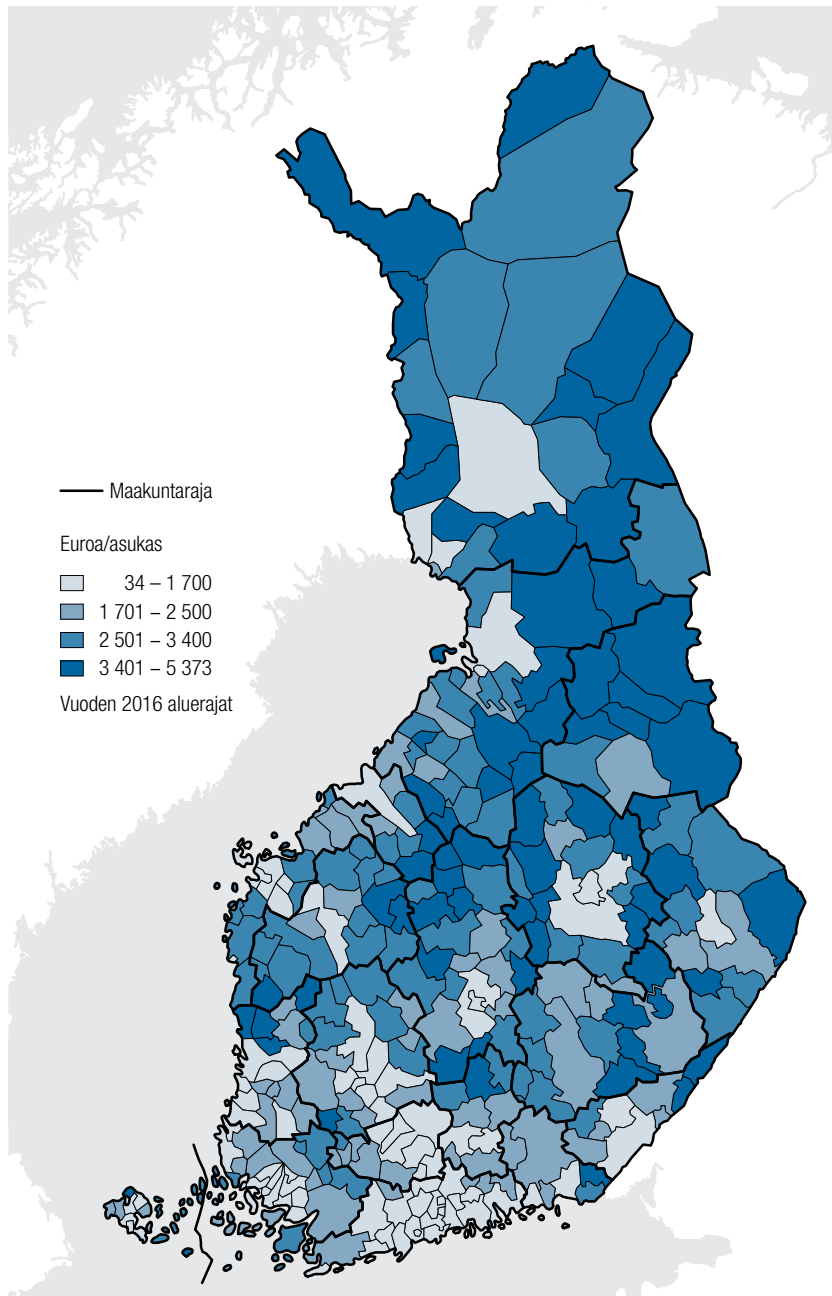 Maakuntaraja
Euroa/asukas
34 – 1 700
1 701 – 2 500
2 501 – 3 400
3 401 – 5 373
Vuoden 2016 aluerajat